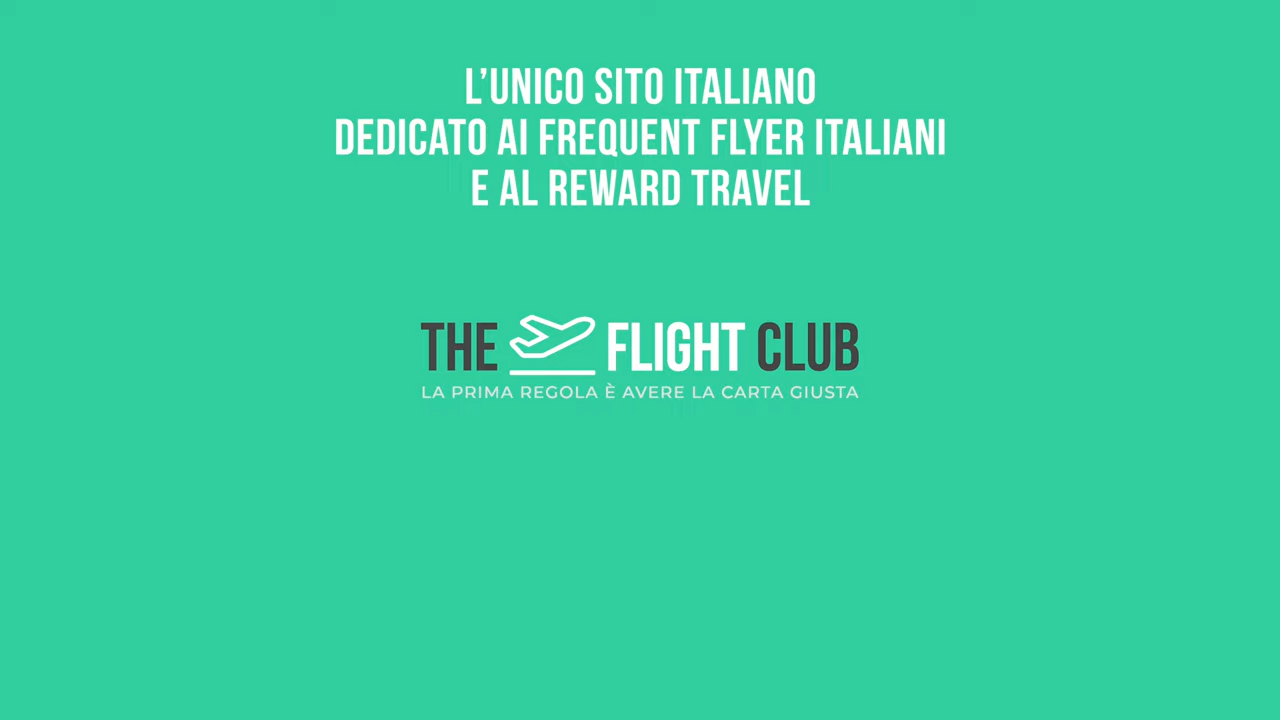 L’UNICO SITO ITALIANO
DEDICATO AI FREQUENT FLYER ITALIANI
E AL REWARD TRAVEL
THE FLIGHT CLUB
LA PRIMA REGOLA È AVERE LA CARTA GIUSTA